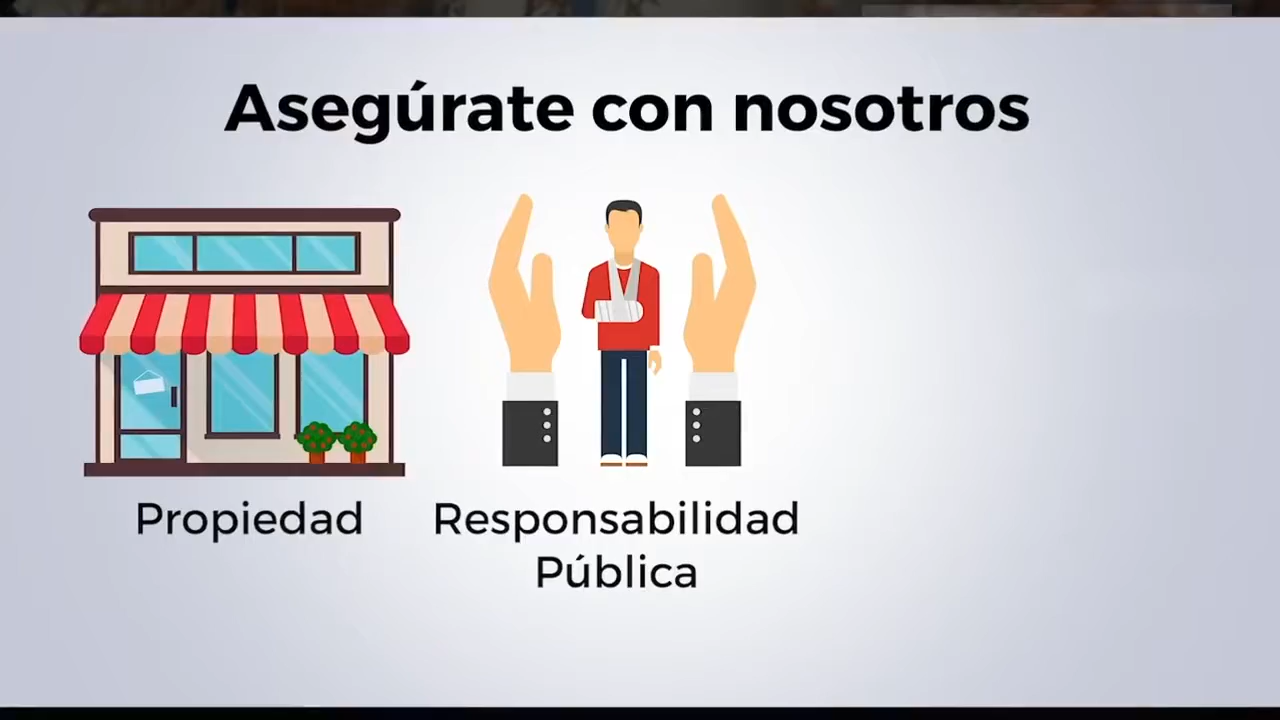 Asegúrate con nosotros
Propiedad
Responsabilidad
Pública